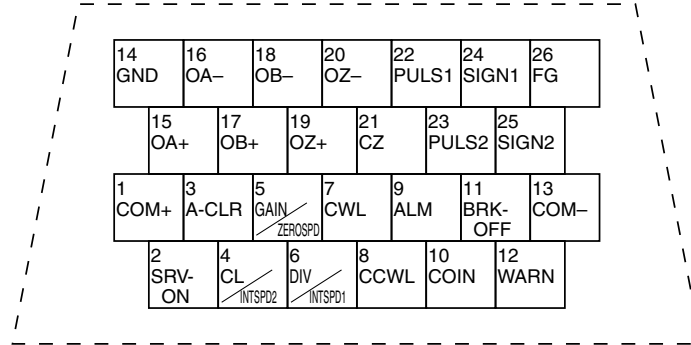 14 16 18 20 22 24 26
GND OA– OB– OZ– PULS1 SIGN1 FG
15 17 19 21 23 25
OA+ OB+ OZ+ CZ PULS2 SIGN2
1 3 5 7 9 11 13
COM+ A-CLR GAIN/ZEROSPD CWL ALM BRK-OFF COM–
2 4 6 8 10 12
SRV-ON CL/INTSPD2 DIV/INTSPD1 CCWL COIN WARN